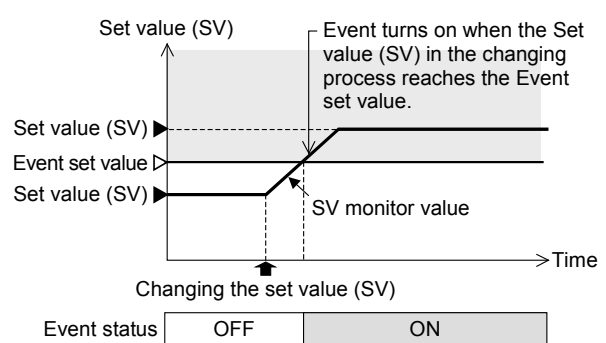 Set value (SV)
Event turns on when the Set
value (SV) in the changing
process reaches the Event
set value.
Set value (SV)
Event set value
Set value (SV)
SV monitor value
Time
Changing the set value (SV)
Event status OFF ON